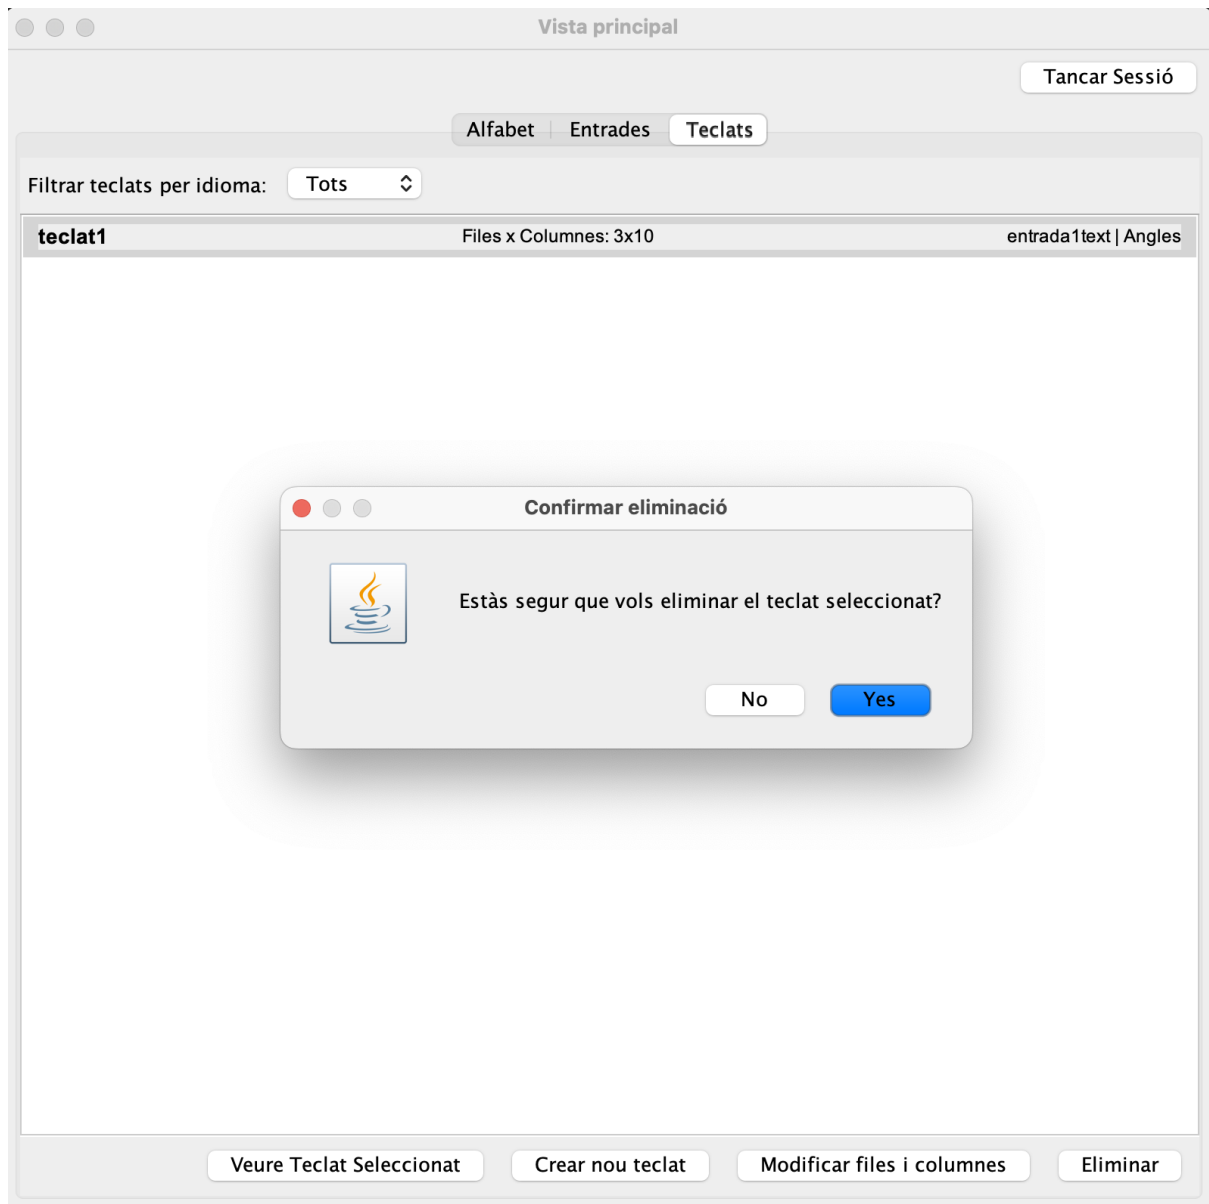 Vista principal
Tancar Sessió
Alfabet Entrades Teclats
Filtrar teclats per idioma: Tots
teclat1 Files x Columnes: 3x10 entrada1text | Angles
Confirmar eliminació
Estàs segur que vols eliminar el teclat seleccionat?
No Yes
Veure Teclat Seleccionat Crear nou teclat Modificar files i columnes Eliminar